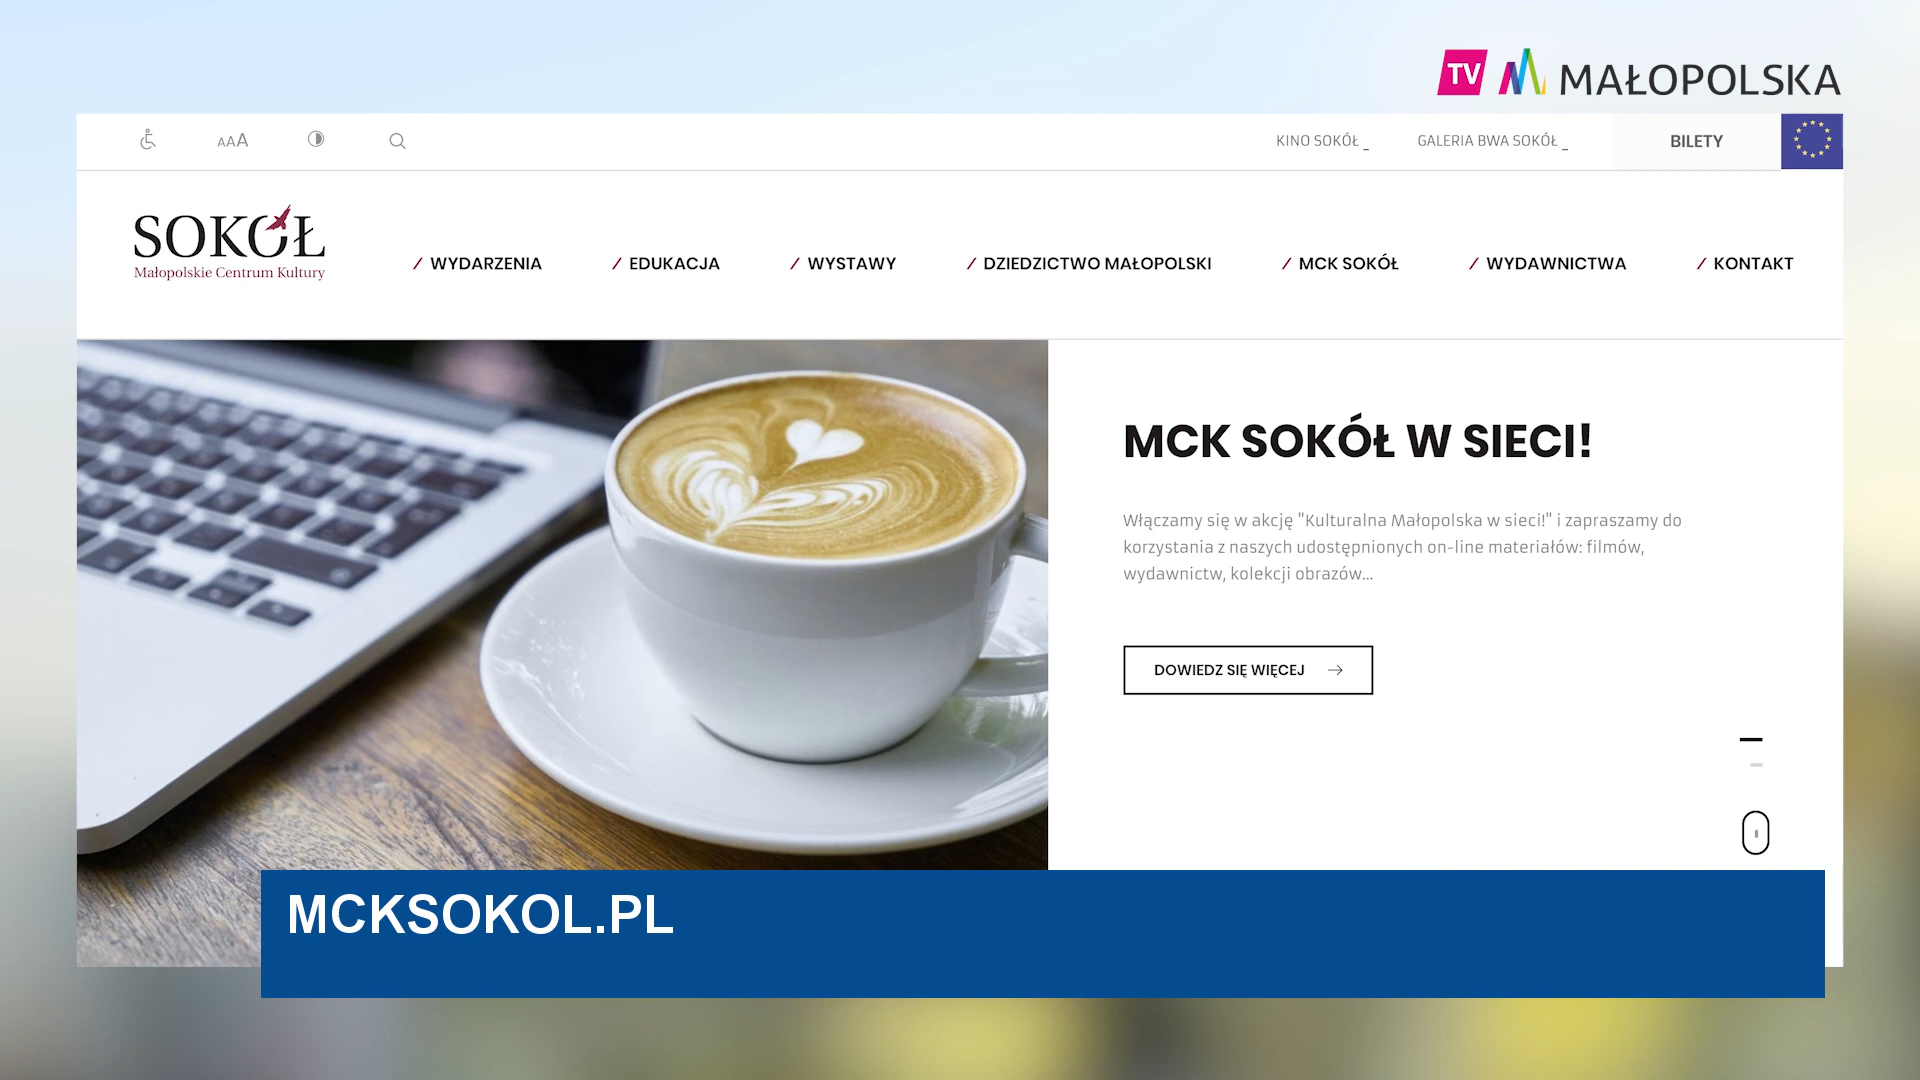 TV MAŁOPOLSKA
AAA
KINO SOKÓŁ _
GALERIA BWA SOKÓŁ _
BILETY
SOKÓŁ
Małopolskie Centrum Kultury
/ WYDARZENIA
/ EDUKACJA
/ WYSTAWY
/ DZIEDZICTWO MAŁOPOLSKI
/ MCK SOKÓŁ
/ WYDAWNICTWA
/ KONTAKT
MCK SOKÓŁ W SIECI!
Włączamy się w akcję "Kulturalna Małopolska w sieci!" i zapraszamy do
korzystania z naszych udostępnionych on-line materiałów: filmów,
wydawnictw, kolekcji obrazów...
DOWIEDZ SIĘ WIĘCEJ →
MCKSOKOL.PL